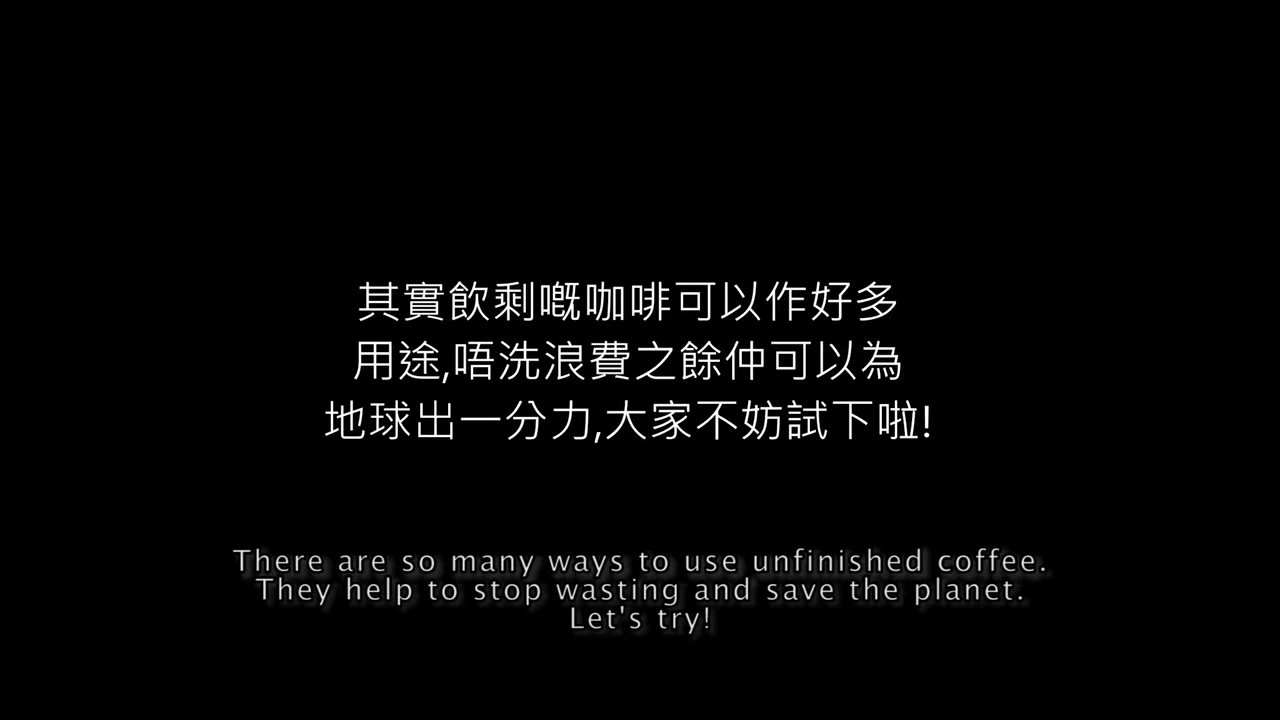 其實飲剩嘅咖啡可以作好多
用途,唔洗浪費之餘仲可以為
地球出一分力,大家不妨試下啦!
There are so many ways to use unfinished coffee.
They help to stop wasting and save the planet.
Let's try!